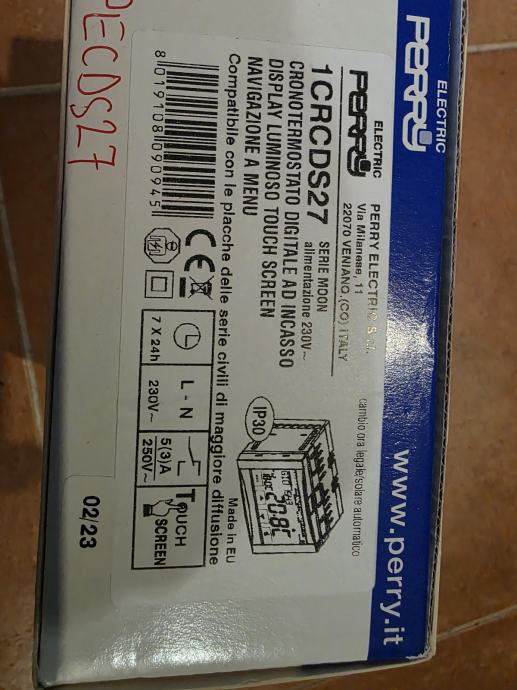 PERRY
ELECTRIC
www.perry.it
PERRY
ELECTRIC
PERRY ELECTRIC S.r.l.
Via Milanese, 11
22070 VENIANO (CO) ITALY
cambio ora legale/solare automatico
1CRCDS27
SERIE MOON
alimentazione 230V~
CRONOTERMOSTATO DIGITALE AD INCASSO
DISPLAY LUMINOSO TOUCH SCREEN
NAVIGAZIONE A MENU
IP30
20.8
Made in EU
Compatibile con le placche delle serie civili di maggiore diffusione
8 019108 090945
CE
7 X 24h
L - N
230V~
5(3)A
250V~
TOUCH
SCREEN
02/23
PECDS27